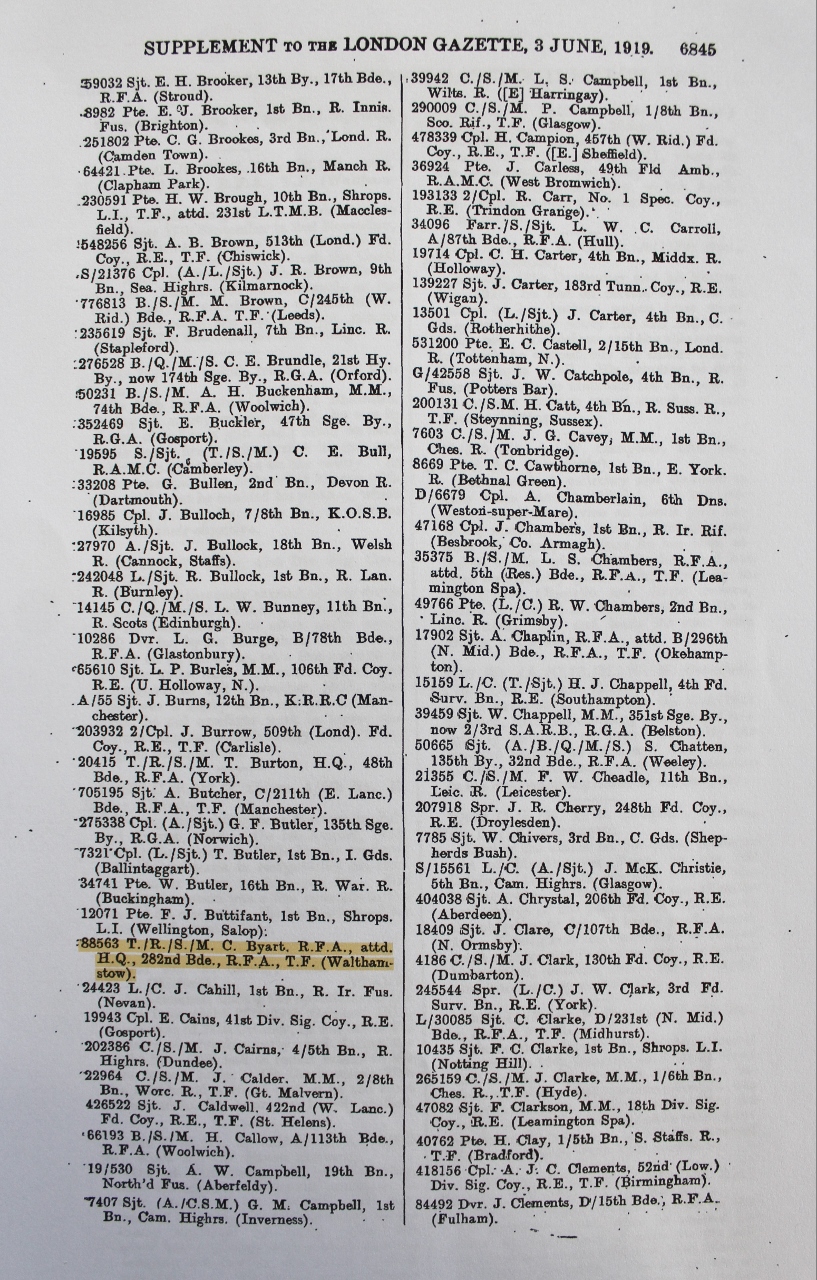 SUPPLEMENT TO THE LONDON GAZETTE, 3 JUNE, 1919. 6845
59032 Sjt. E. H. Brooker, 13th By., 17th Bde.,
R.F.A. (Stroud).
8982 Pte. E. J. Brooker, 1st Bn., R. Innis.
Fus. (Brighton).
251802 Pte. C. G. Brookes, 3rd Bn., Lond. R.
(Camden Town).
64421 Pte. L. Brookes, 16th Bn., Manch R.
(Clapham Park).
230591 Pte. H. W. Brough, 10th Bn., Shrops.
L.I., T.F., attd. 231st L.T.M.B. (Maccles-
field).
548256 Sjt. A. B. Brown, 513th (Lond.) Fd.
Coy., R.E., T.F. (Chiswick).
S/21376 Cpl. (A./L./Sjt.) J. R. Brown, 9th
Bn., Sea. Highrs. (Kilmarnock).
776813 B./S./M. M. Brown, C/245th (W.
Rid.) Bde., R.F.A. T.F. (Leeds).
235619 Sjt. F. Brudenall, 7th Bn., Linc. R.
(Stapleford).
276528 B./Q./M./S. C. E. Brundle, 21st Hy.
By., now 174th Sge. By., R.G.A. (Orford).
50231 B./S./M. A. H. Buckenham, M.M.,
74th Bde., R.F.A. (Woolwich).
352469 Sjt. E. Buckler, 47th Sge. By.,
R.G.A. (Gosport).
19595 S./Sjt. (T./S./M.) C. E. Bull,
R.A.M.C. (Camberley).
33208 Pte. G. Bullen, 2nd Bn., Devon R.
(Dartmouth).
16985 Cpl. J. Bulloch, 7/8th Bn., K.O.S.B.
(Kilsyth).
27970 A./Sjt. J. Bullock, 18th Bn., Welsh
R. (Cannock, Staffs).
242048 L./Sjt. R. Bullock, 1st Bn., R. Lan.
R. (Burnley).
14145 C./Q./M./S. L. W. Bunney, 11th Bn.,
R. Scots (Edinburgh).
10286 Dvr. L. G. Burge, B/78th Bde.,
R.F.A. (Glastonbury).
65610 Sjt. L. P. Burles, M.M., 106th Fd. Coy.
R.E. (U. Holloway, N.).
A/55 Sjt. J. Burns, 12th Bn., K.R.R.C (Man-
chester).
203932 2/Cpl. J. Burrow, 509th (Lond). Fd.
Coy., R.E., T.F. (Carlisle).
20415 T./R./S./M. T. Burton, H.Q., 48th
Bde., R.F.A. (York).
705195 Sjt. A. Butcher, C/211th (E. Lanc.)
Bde., R.F.A., T.F. (Manchester).
275338 Cpl. (A./Sjt.) G. F. Butler, 135th Sge.
By., R.G.A. (Norwich).
7321 Cpl. (L./Sjt.) T. Butler, 1st Bn., I. Gds.
(Ballintaggart).
34741 Pte. W. Butler, 16th Bn., R. War. R.
(Buckingham).
12071 Pte. F. J. Buttifant, 1st Bn., Shrops.
L.I. (Wellington, Salop).
88563 T./R./S./M. C. Byart. R.F.A., attd.
H.Q., 282nd Bde., R.F.A., T.F. (Waltham-
stow).
24423 L./C. J. Cahill, 1st Bn., R. Ir. Fus.
(Nevan).
19943 Cpl. E. Cains, 41st Div. Sig. Coy., R.E.
(Gosport).
202386 C./S./M. J. Cairns, 4/5th Bn., R.
Highrs. (Dundee).
22964 C./S./M. J. Calder. M.M., 2/8th
Bn., Worc. R., T.F. (Gt. Malvern).
426522 Sjt. J. Caldwell. 422nd (W. Lanc.)
Fd. Coy., R.E., T.F. (St. Helens).
66193 B./S./M. H. Callow, A/113th Bde.,
R.F.A. (Woolwich).
19/530 Sjt. A. W. Campbell, 19th Bn.,
North'd Fus. (Aberfeldy).
7407 Sjt. (A./C.S.M.) G. M. Campbell, 1st
Bn., Cam. Highrs. (Inverness).
39942 C./S./M. L. S. Campbell, 1st Bn.,
Wilts. R. ([E] Harringay).
290009 C./S./M. P. Campbell, 1/8th Bn.,
Sco. Rif., T.F. (Glasgow).
478339 Cpl. H. Campion, 457th (W. Rid.) Fd.
Coy., R.E., T.F. ([E.] Sheffield).
36924 Pte. J. Carless, 49th Fld Amb.,
R.A.M.C. (West Bromwich).
193133 2/Cpl. R. Carr, No. 1 Spec. Coy.,
R.E. (Trindon Grange).
34096 Farr./S./Sjt. L. W. C. Carroll,
A/87th Bde., R.F.A. (Hull).
19714 Cpl. C. H. Carter, 4th Bn., Middx. R.
(Holloway).
139227 Sjt. J. Carter, 183rd Tunn. Coy., R.E.
(Wigan).
13501 Cpl. (L./Sjt.) J. Carter, 4th Bn., C.
Gds. (Rotherhithe).
531200 Pte. E. C. Castell, 2/15th Bn., Lond.
R. (Tottenham, N.).
G/42558 Sjt. J. W. Catchpole, 4th Bn., R.
Fus. (Potters Bar).
200131 C./S.M. H. Catt, 4th Bn., R. Suss. R.,
T.F. (Steynning, Sussex).
7603 C./S./M. J. G. Cavey, M.M., 1st Bn.,
Ches. R. (Tonbridge).
8669 Pte. T. C. Cawthorne, 1st Bn., E. York.
R. (Bethnal Green).
D/6679 Cpl. A. Chamberlain, 6th Dns.
(Weston-super-Mare).
47168 Cpl. J. Chambers, 1st Bn., R. Ir. Rif.
(Besbrook, Co. Armagh).
35375 B./S./M. L. S. Chambers, R.F.A.,
attd. 5th (Res.) Bde., R.F.A., T.F. (Lea-
mington Spa).
49766 Pte. (L./C.) R. W. Chambers, 2nd Bn.,
Linc. R. (Grimsby).
17902 Sjt. A. Chaplin, R.F.A., attd. B/296th
(N. Mid.) Bde., R.F.A., T.F. (Okehamp-
ton).
15159 L./C. (T./Sjt.) H. J. Chappell, 4th Fd.
Surv. Bn., R.E. (Southampton).
39459 Sjt. W. Chappell, M.M., 351st Sge. By.,
now 2/3rd S.A.R.B., R.G.A. (Belston).
50665 Sjt. (A./B./Q./M./S.) S. Chatten,
135th By., 32nd Bde., R.F.A. (Weeley).
21355 C./S./M. F. W. Cheadle, 11th Bn.,
Leic. R. (Leicester).
207918 Spr. J. R. Cherry, 248th Fd. Coy.,
R.E. (Droylesden).
7785 Sjt. W. Chivers, 3rd Bn., C. Gds. (Shep-
herds Bush).
S/15561 L./C. (A./Sjt.) J. McK. Christie,
5th Bn., Cam. Highrs. (Glasgow).
404038 Sjt. A. Chrystal, 206th Fd. Coy., R.E.
(Aberdeen).
18409 Sjt. J. Clare, C/107th Bde., R.F.A.
(N. Ormsby).
4186 C./S./M. J. Clark, 130th Fd. Coy., R.E.
(Dumbarton).
245544 Spr. (L./C.) J. W. Clark, 3rd Fd.
Surv. Bn., R.E. (York).
L/30085 Sjt. C. Clarke, D/231st (N. Mid.)
Bde., R.F.A., T.F. (Midhurst).
10435 Sjt. F. C. Clarke, 1st Bn., Shrops. L.I.
(Notting Hill).
265159 C./S./M. J. Clarke, M.M., 1/6th Bn.,
Ches. R., T.F. (Hyde).
47082 Sjt. F. Clarkson, M.M., 18th Div. Sig.
Coy., R.E. (Leamington Spa).
40762 Pte. H. Clay, 1/5th Bn., S. Staffs. R.,
T.F. (Bradford).
418156 Cpl. A. J. C. Clements, 52nd (Low.)
Div. Sig. Coy., R.E., T.F. (Birmingham).
84492 Dvr. J. Clements, D/15th Bde., R.F.A.
(Fulham).